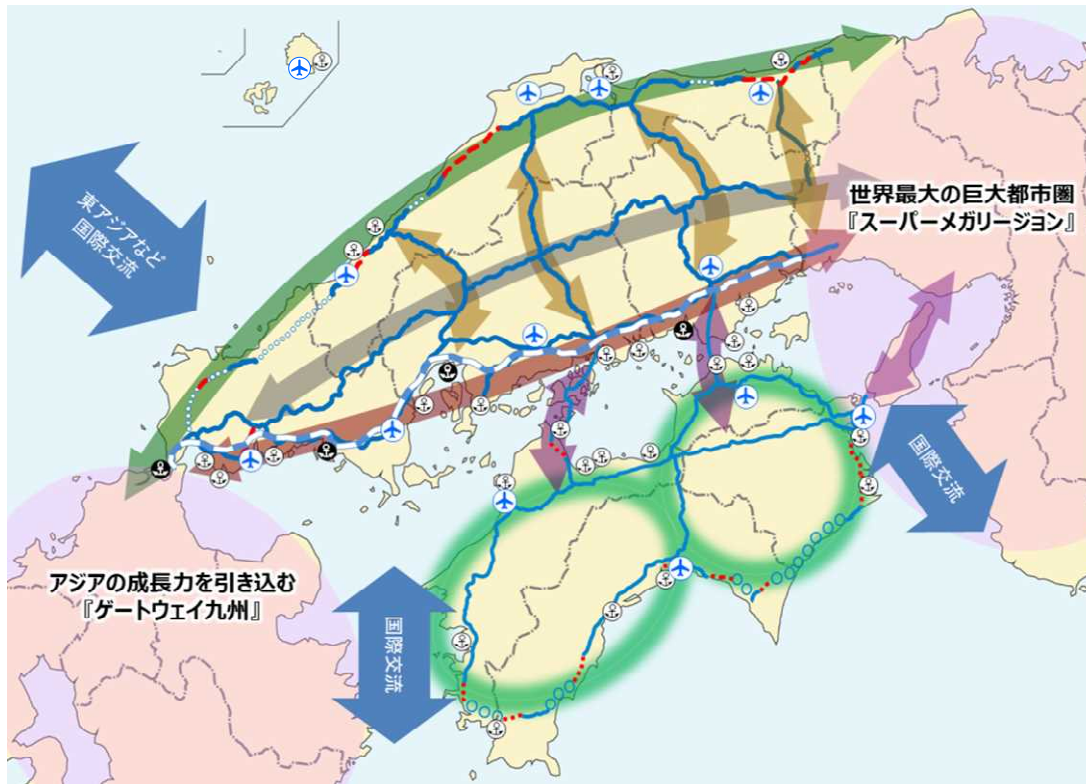 東アジアなど
国際交流
世界最大の巨大都市圏
『スーパーメガリージョン』
国際交流
アジアの成長力を引き込む
『ゲートウェイ九州』
国際交流